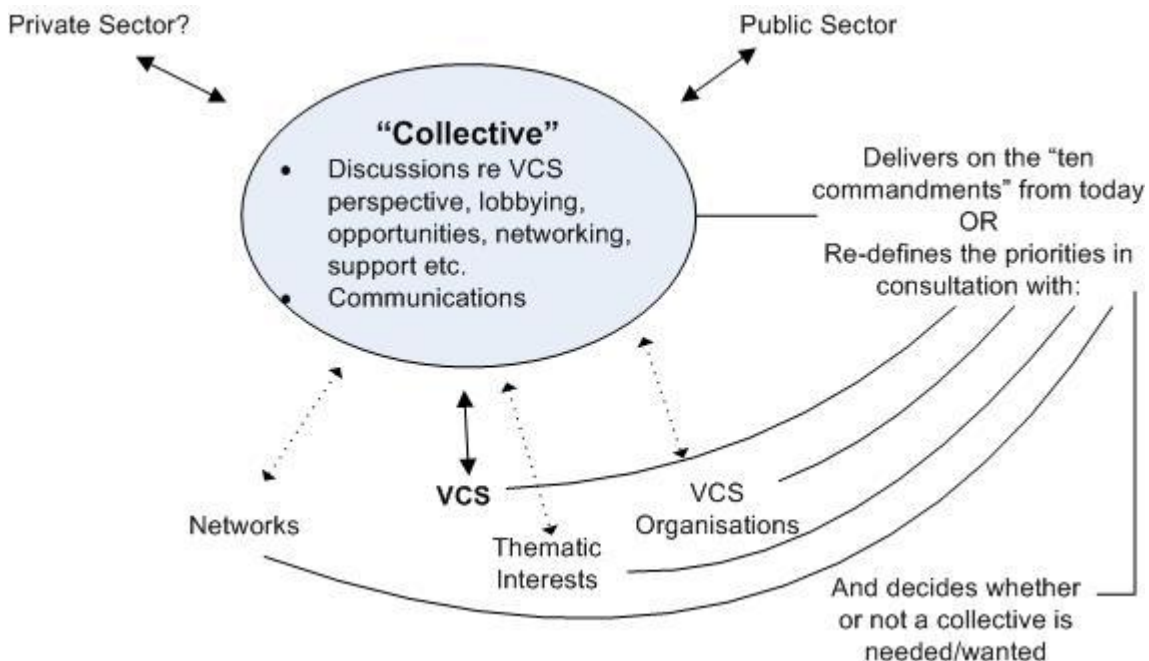 Private Sector?
Public Sector
“Collective”
• Discussions re VCS
perspective, lobbying,
opportunities, networking,
support etc.
• Communications
Delivers on the “ten
commandments” from today
OR
Re-defines the priorities in
consultation with:
Networks
VCS
Thematic
Interests
VCS
Organisations
And decides whether
or not a collective is
needed/wanted